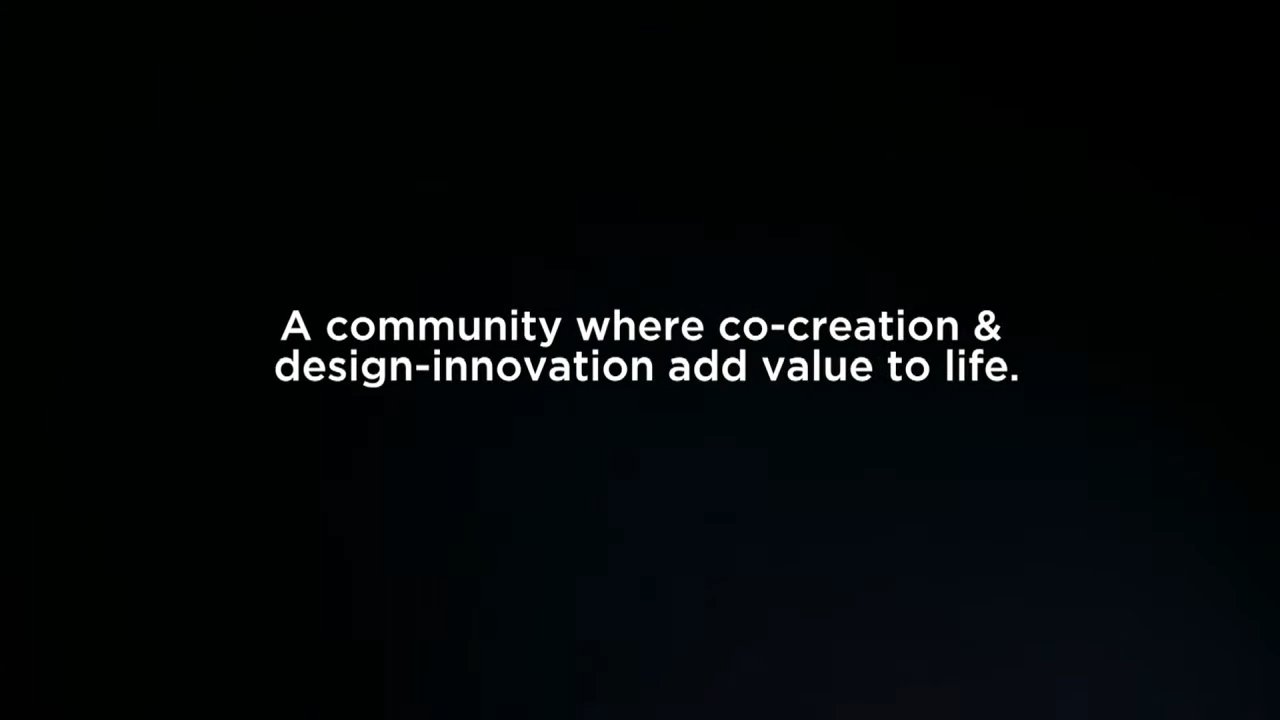 A community where co-creation &
design-innovation add value to life.